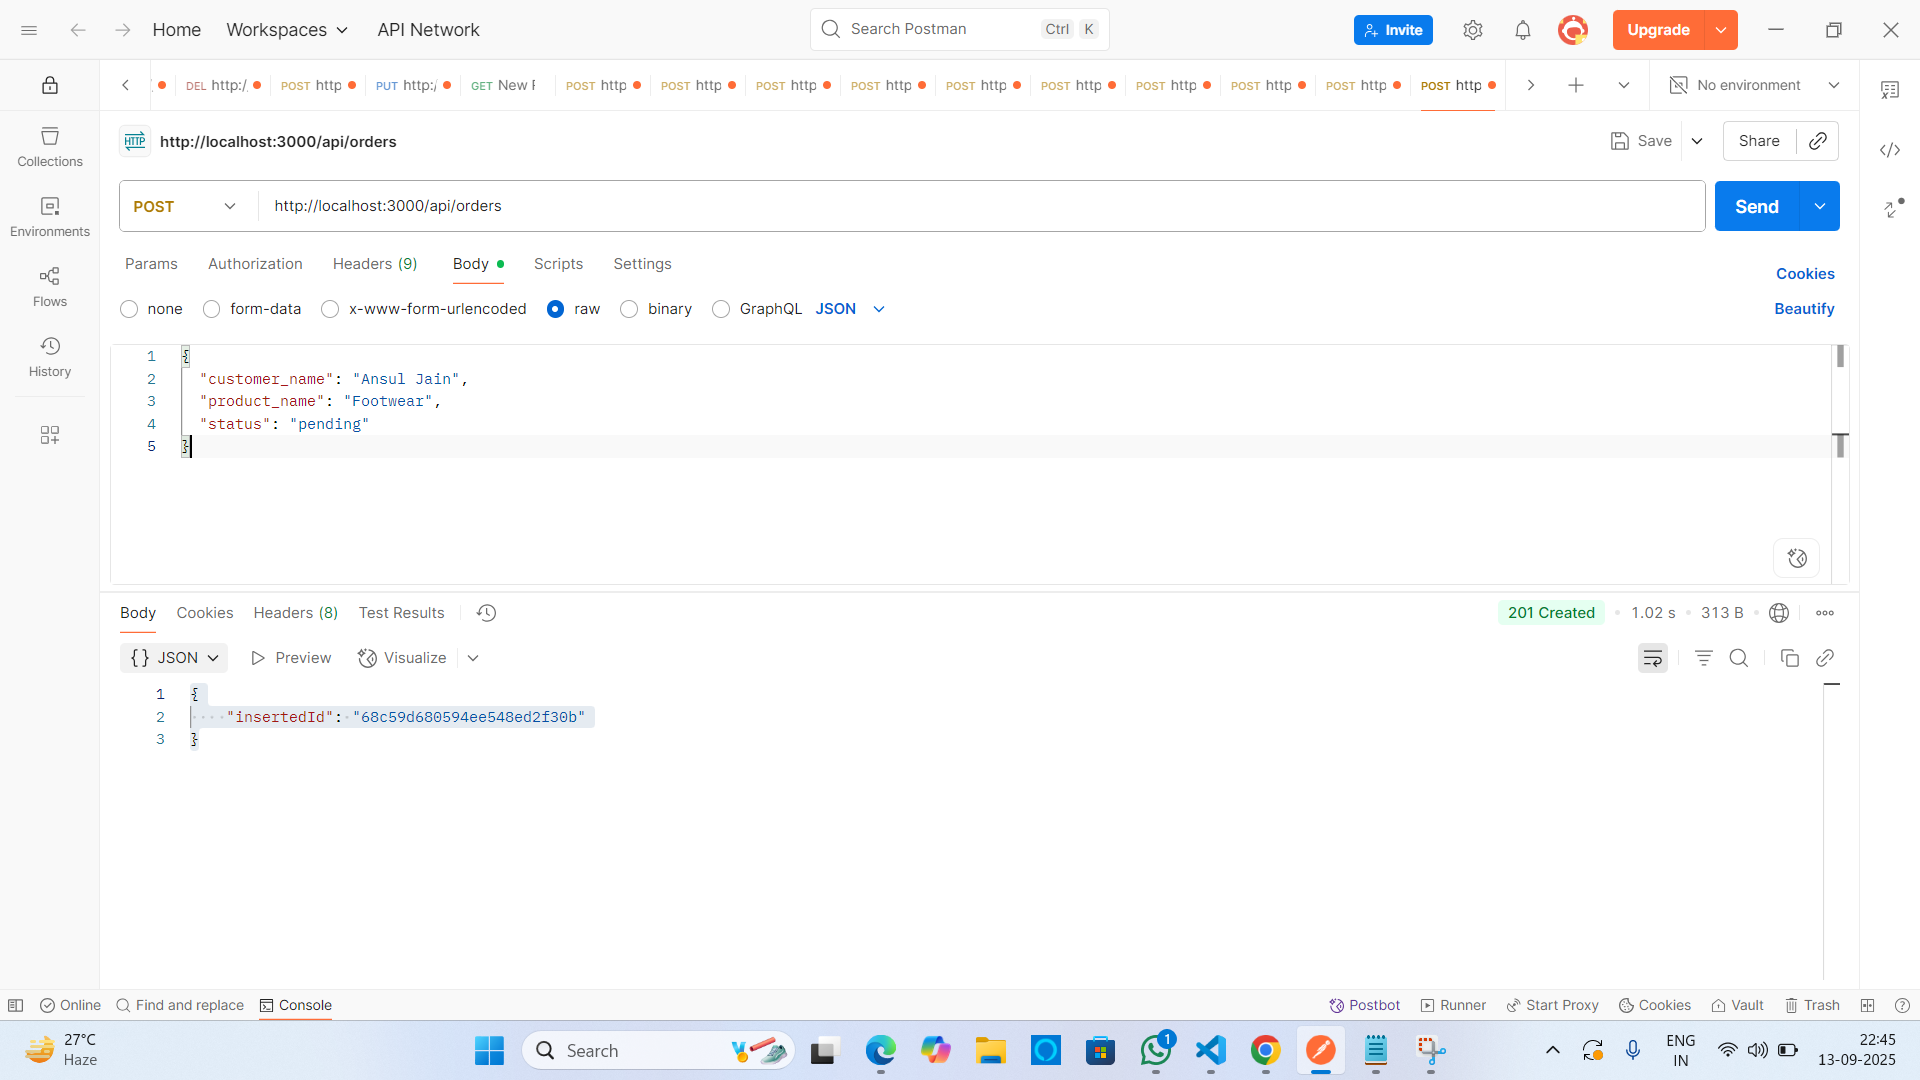 Home Workspaces API Network Search Postman Ctrl K Invite Upgrade
DEL http:/ POST http PUT http:/ GET New F POST http POST http POST http POST http POST http POST http POST http POST http POST http POST http No environment
HTTP http://localhost:3000/api/orders Save Share
POST http://localhost:3000/api/orders Send
Params Authorization Headers (9) Body Scripts Settings Cookies
none form-data x-www-form-urlencoded raw binary GraphQL JSON Beautify
1 {
2 "customer_name": "Ansul Jain",
3 "product_name": "Footwear",
4 "status": "pending"
5 }
Collections
Environments
Flows
History
Body Cookies Headers (8) Test Results 201 Created 1.02 s 313 B
{} JSON Preview Visualize
1 {
2 "insertedId": "68c59d680594ee548ed2f30b"
3 }
Online Find and replace Console Postbot Runner Start Proxy Cookies Vault Trash
27°C
Haze
Search
1
ENG
IN
22:45
13-09-2025